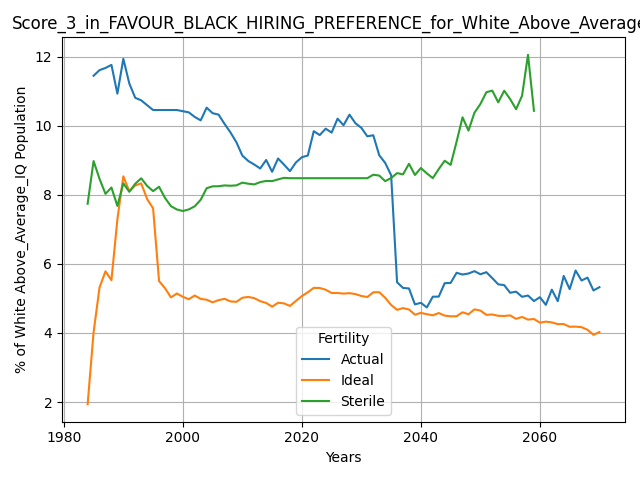 Score_3_in_FAVOUR_BLACK_HIRING_PREFERENCE_for_White_Above_Average
% of White Above_Average_IQ Population
12
10
8
6
4
2
Fertility
Actual
Ideal
Sterile
1980
2000
2020
2040
2060
Years